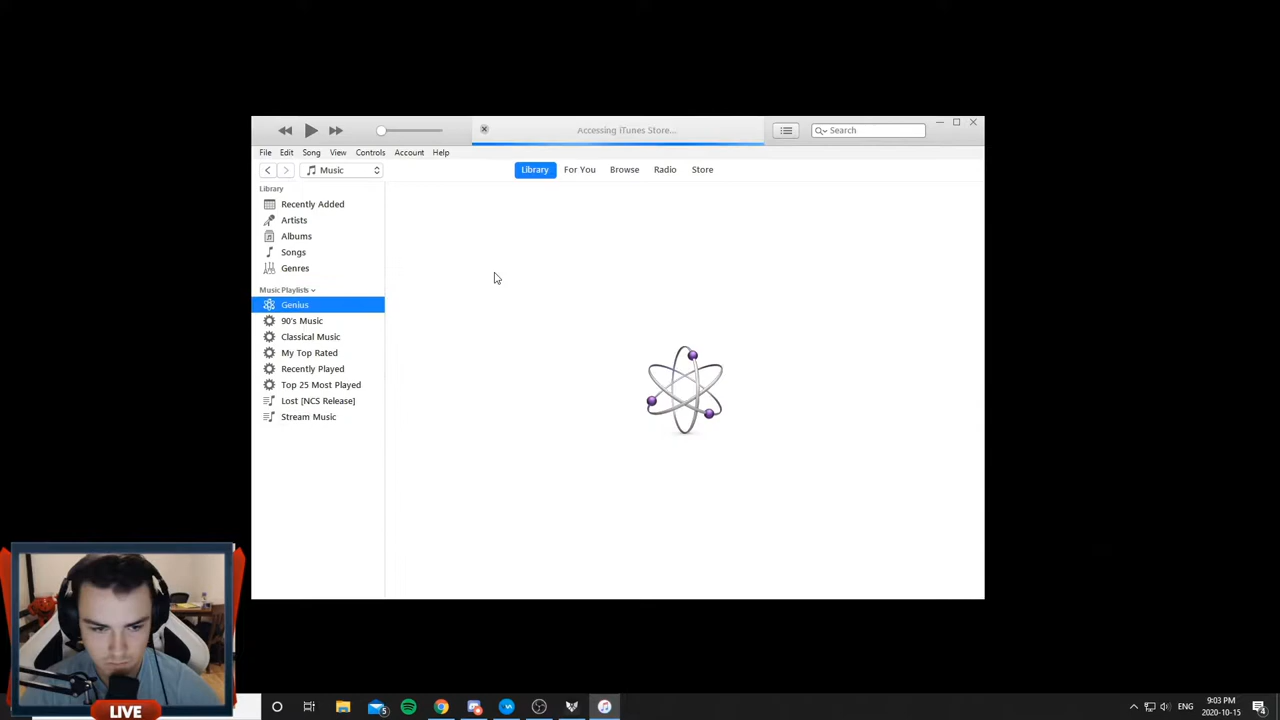 Accessing iTunes Store...
Search
File Edit Song View Controls Account Help
Music
Library For You Browse Radio Store
Library
Recently Added
Artists
Albums
Songs
Genres
Music Playlists
Genius
90's Music
Classical Music
My Top Rated
Recently Played
Top 25 Most Played
Lost [NCS Release]
Stream Music
LIVE
5
ENG
9:03 PM
2020-10-15